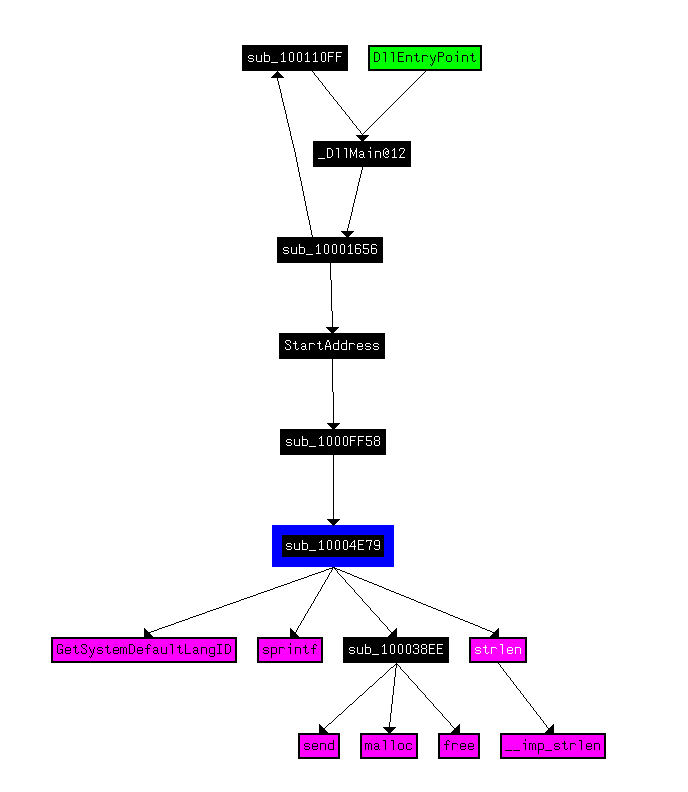 sub_100110FF
DllEntryPoint
_DllMain@12
sub_10001656
StartAddress
sub_1000FF58
sub_10004E79
GetSystemDefaultLangID
sprintf
sub_100038EE
strlen
send
malloc
free
__imp_strlen